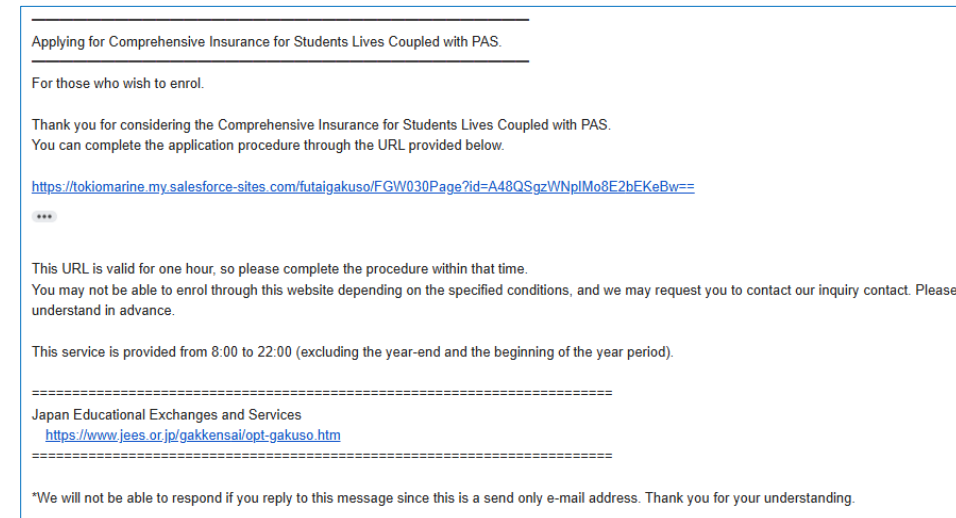 Applying for Comprehensive Insurance for Students Lives Coupled with PAS.
For those who wish to enrol.
Thank you for considering the Comprehensive Insurance for Students Lives Coupled with PAS.
You can complete the application procedure through the URL provided below.
https://tokiomarine.my.salesforce-sites.com/futaigakuso/FGW030Page?id=A48QSgzWNpIMo8E2bEKeBw==
This URL is valid for one hour, so please complete the procedure within that time.
You may not be able to enrol through this website depending on the specified conditions, and we may request you to contact our inquiry contact. Please
understand in advance.
This service is provided from 8:00 to 22:00 (excluding the year-end and the beginning of the year period).
========================================================================
Japan Educational Exchanges and Services
https://www.jees.or.jp/gakkensai/opt-gakuso.htm
========================================================================
*We will not be able to respond if you reply to this message since this is a send only e-mail address. Thank you for your understanding.